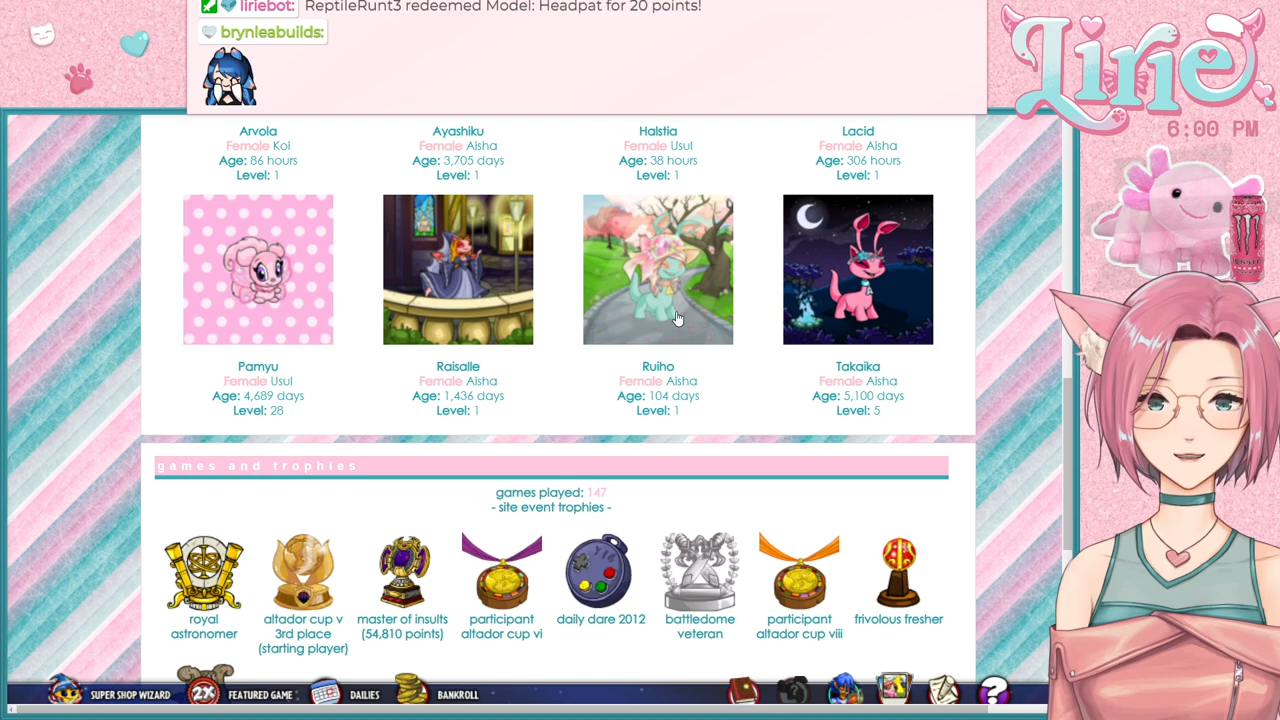 liriebot: ReptileRunt3 redeemed Model: Headpat for 20 points!
brynleabuilds:
Lirie
6:00 PM
Arvola
Female Koi
Age: 86 hours
Level: 1
Ayashiku
Female Aisha
Age: 3,705 days
Level: 1
Halstia
Female Usul
Age: 38 hours
Level: 1
Lacid
Female Aisha
Age: 306 hours
Level: 1
Pamyu
Female Usul
Age: 4,689 days
Level: 28
Raisalle
Female Aisha
Age: 1,436 days
Level: 1
Ruiho
Female Aisha
Age: 104 days
Level: 1
Takaika
Female Aisha
Age: 5,100 days
Level: 5
games and trophies
games played: 147
- site event trophies -
royal
astronomer
altador cup v
3rd place
(starting player)
master of insults
(54,810 points)
participant
altador cup vi
daily dare 2012
battledome
veteran
participant
altador cup viii
frivolous fresher
SUPER SHOP WIZARD
2X
FEATURED GAME
DAILIES
BANKROLL
?